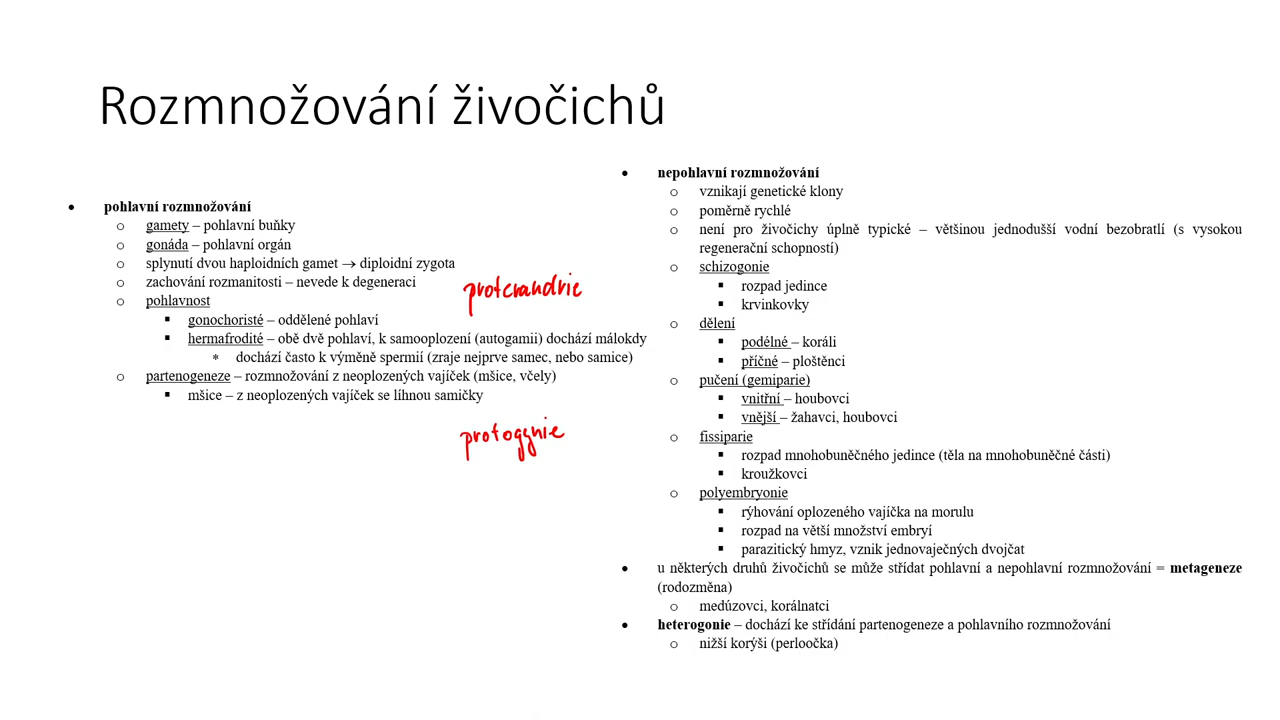 Rozmnožování živočichů
• pohlavní rozmnožování
o gamety – pohlavní buňky
o gonáda – pohlavní orgán
o splynutí dvou haploidních gamet → diploidní zygota
o zachování rozmanitosti – nevede k degeneraci
o pohlavnost
▪ gonochoristé – oddělené pohlaví
▪ hermafrodité – obě dvě pohlaví, k samooplození (autogamii) dochází málokdy
* dochází často k výměně spermií (zraje nejprve samec, nebo samice)
o partenogeneze – rozmnožování z neoplozených vajíček (mšice, včely)
▪ mšice – z neoplozených vajíček se líhnou samičky
proterandrie
protogynie
• nepohlavní rozmnožování
o vznikají genetické klony
o poměrně rychlé
o není pro živočichy úplně typické – většinou jednodušší vodní bezobratlí (s vysokou
regenerační schopností)
o schizogonie
▪ rozpad jedince
▪ krvinkovky
o dělení
▪ podélné – koráli
▪ příčné – ploštěnci
o pučení (gemiparie)
▪ vnitřní – houbovci
▪ vnější – žahavci, houbovci
o fissiparie
▪ rozpad mnohobuněčného jedince (těla na mnohobuněčné části)
▪ kroužkovci
o polyembryonie
▪ rýhování oplozeného vajíčka na morulu
▪ rozpad na větší množství embryí
▪ parazitický hmyz, vznik jednovaječných dvojčat
• u některých druhů živočichů se může střídat pohlavní a nepohlavní rozmnožování = metageneze
(rodozměna)
o medúzovci, korálnatci
• heterogonie – dochází ke střídání partenogeneze a pohlavního rozmnožování
o nižší korýši (perloočka)